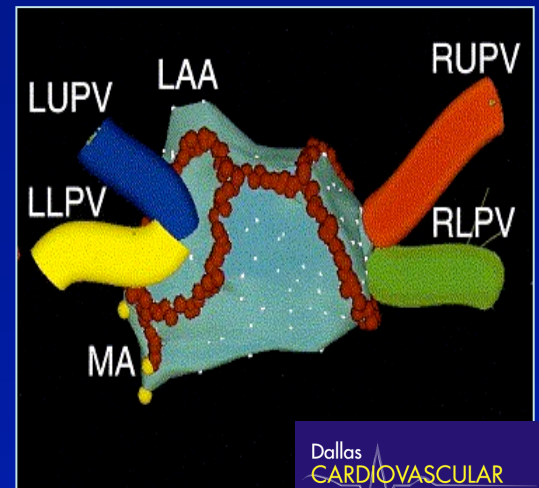 LAA
RUPV
LUPV
LLPV
RLPV
MA
Dallas
CARDIOVASCULAR